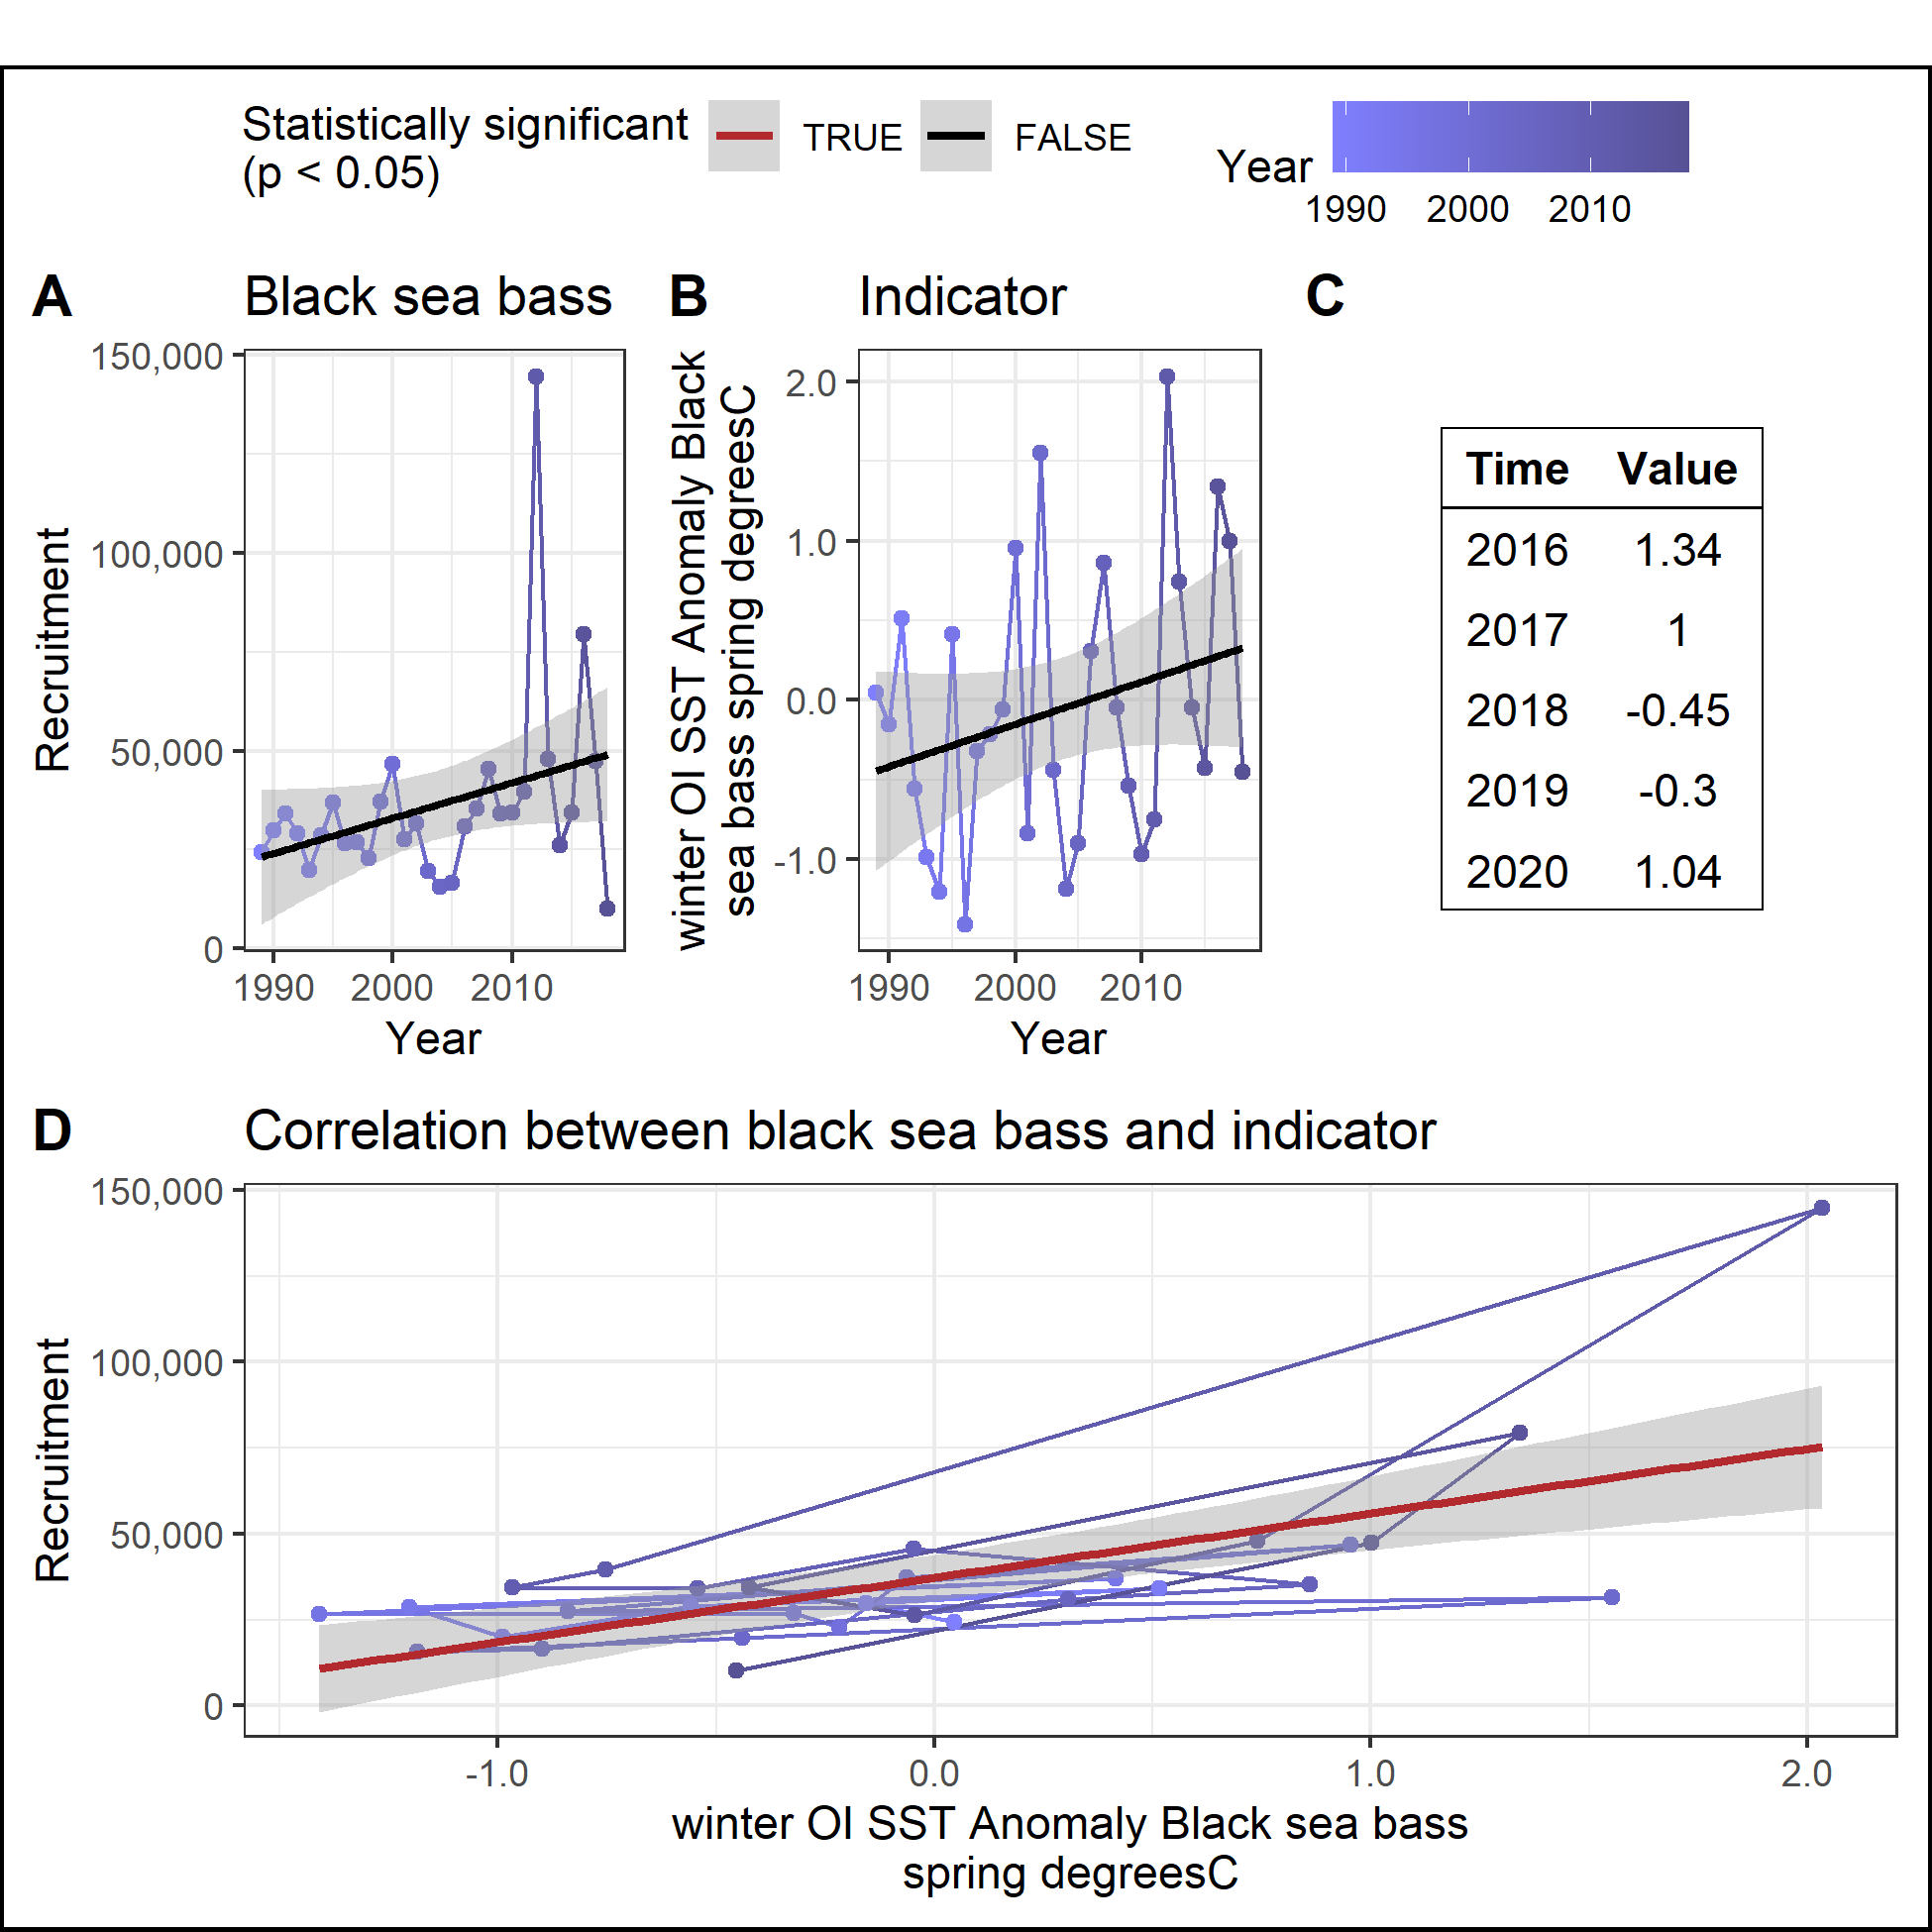 Statistically significant
(p < 0.05)
TRUE
FALSE
Year
1990 2000 2010
A
Black sea bass
Recruitment
150,000
100,000
50,000
0
1990 2000 2010
Year
B
Indicator
winter OI SST Anomaly Black
sea bass spring degreesC
2.0
1.0
0.0
-1.0
1990 2000 2010
Year
C
Time Value
2016 1.34
2017 1
2018 -0.45
2019 -0.3
2020 1.04
D
Correlation between black sea bass and indicator
Recruitment
150,000
100,000
50,000
0
-1.0 0.0 1.0 2.0
winter OI SST Anomaly Black sea bass
spring degreesC